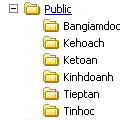 Public
Bangiamdoc
Kehoach
Ketoan
Kinhdoanh
Tieptan
Tinhoc